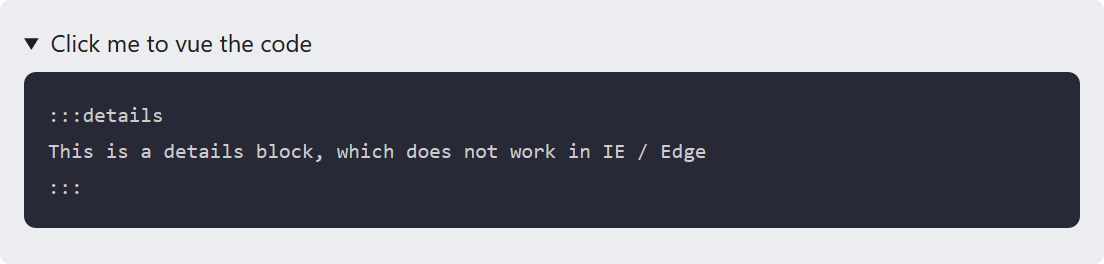 Click me to vue the code
:::details
This is a details block, which does not work in IE / Edge
:::